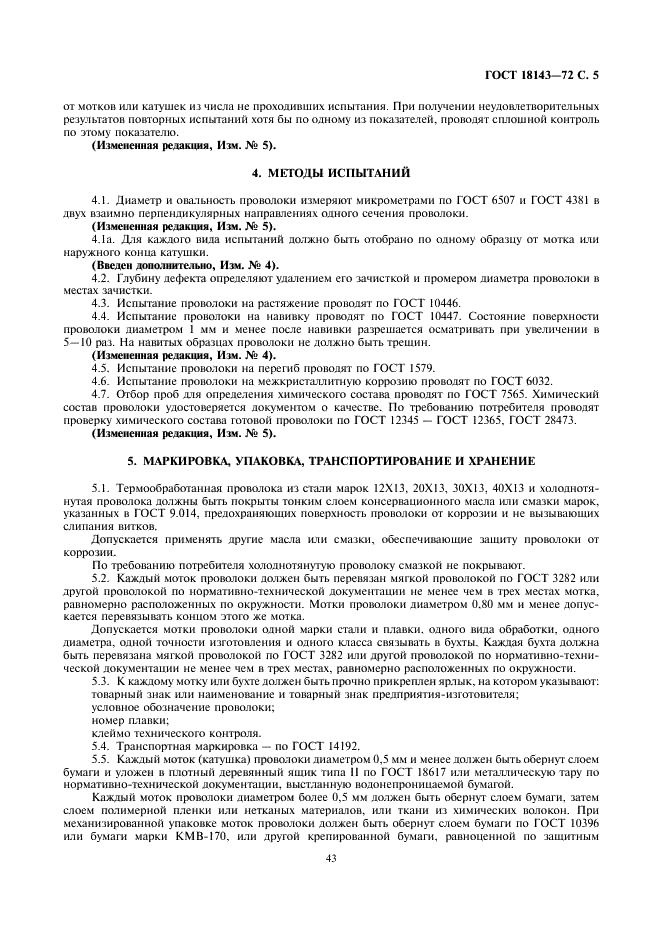 ГОСТ 18143—72 С. 5
от мотков или катушек из числа не проходивших испытания. При получении неудовлетворительных
результатов повторных испытаний хотя бы по одному из показателей, проводят сплошной контроль
по этому показателю.
(Измененная редакция, Изм. № 5).
4. МЕТОДЫ ИСПЫТАНИЙ
4.1. Диаметр и овальность проволоки измеряют микрометрами по ГОСТ 6507 и ГОСТ 4381 в
двух взаимно перпендикулярных направлениях одного сечения проволоки.
(Измененная редакция, Изм. № 5).
4.1а. Для каждого вида испытаний должно быть отобрано по одному образцу от мотка или
наружного конца катушки.
(Введен дополнительно, Изм. № 4).
4.2. Глубину дефекта определяют удалением его зачисткой и промером диаметра проволоки в
местах зачистки.
4.3. Испытание проволоки на растяжение проводят по ГОСТ 10446.
4.4. Испытание проволоки на навивку проводят по ГОСТ 10447. Состояние поверхности
проволоки диаметром 1 мм и менее после навивки разрешается осматривать при увеличении в
5—10 раз. На навитых образцах проволоки не должно быть трещин.
(Измененная редакция, Изм. № 4).
4.5. Испытание проволоки на перегиб проводят по ГОСТ 1579.
4.6. Испытание проволоки на межкристаллитную коррозию проводят по ГОСТ 6032.
4.7. Отбор проб для определения химического состава проводят по ГОСТ 7565. Химический
состав проволоки удостоверяется документом о качестве. По требованию потребителя проводят
проверку химического состава готовой проволоки по ГОСТ 12345 — ГОСТ 12365, ГОСТ 28473.
(Измененная редакция, Изм. № 5).
5. МАРКИРОВКА, УПАКОВКА, ТРАНСПОРТИРОВАНИЕ И ХРАНЕНИЕ
5.1. Термообработанная проволока из стали марок 12Х13, 20Х13, 30Х13, 40Х13 и холоднотя-
нутая проволока должны быть покрыты тонким слоем консервационного масла или смазки марок,
указанных в ГОСТ 9.014, предохраняющих поверхность проволоки от коррозии и не вызывающих
слипания витков.
Допускается применять другие масла или смазки, обеспечивающие защиту проволоки от
коррозии.
По требованию потребителя холоднотянутую проволоку смазкой не покрывают.
5.2. Каждый моток проволоки должен быть перевязан мягкой проволокой по ГОСТ 3282 или
другой проволокой по нормативно-технической документации не менее чем в трех местах мотка,
равномерно расположенных по окружности. Мотки проволоки диаметром 0,80 мм и менее допус-
кается перевязывать концом этого же мотка.
Допускается мотки проволоки одной марки стали и плавки, одного вида обработки, одного
диаметра, одной точности изготовления и одного класса связывать в бухты. Каждая бухта должна
быть перевязана мягкой проволокой по ГОСТ 3282 или другой проволокой по нормативно-техни-
ческой документации не менее чем в трех местах, равномерно расположенных по окружности.
5.3. К каждому мотку или бухте должен быть прочно прикреплен ярлык, на котором указывают:
товарный знак или наименование и товарный знак предприятия-изготовителя;
условное обозначение проволоки;
номер плавки;
клеймо технического контроля.
5.4. Транспортная маркировка — по ГОСТ 14192.
5.5. Каждый моток (катушка) проволоки диаметром 0,5 мм и менее должен быть обернут слоем
бумаги и уложен в плотный деревянный ящик типа II по ГОСТ 18617 или металлическую тару по
нормативно-технической документации, выстланную водонепроницаемой бумагой.
Каждый моток проволоки диаметром более 0,5 мм должен быть обернут слоем бумаги, затем
слоем полимерной пленки или нетканых материалов, или ткани из химических волокон. При
механизированной упаковке моток проволоки должен быть обернут слоем бумаги по ГОСТ 10396
или бумаги марки КМВ-170, или другой крепированной бумаги, равноценной по защитным
43